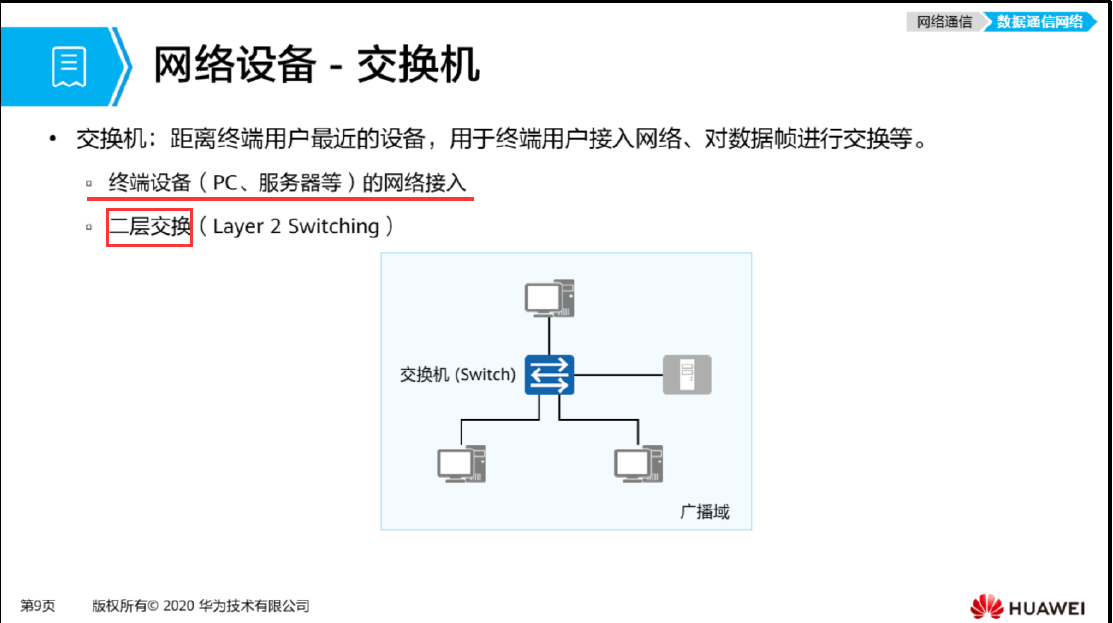 网络通信 数据通信网络
网络设备 - 交换机
• 交换机：距离终端用户最近的设备，用于终端用户接入网络、对数据帧进行交换等。
▫ 终端设备（PC、服务器等）的网络接入
▫ 二层交换（Layer 2 Switching）
交换机 (Switch)
广播域
第9页 版权所有© 2020 华为技术有限公司
HUAWEI